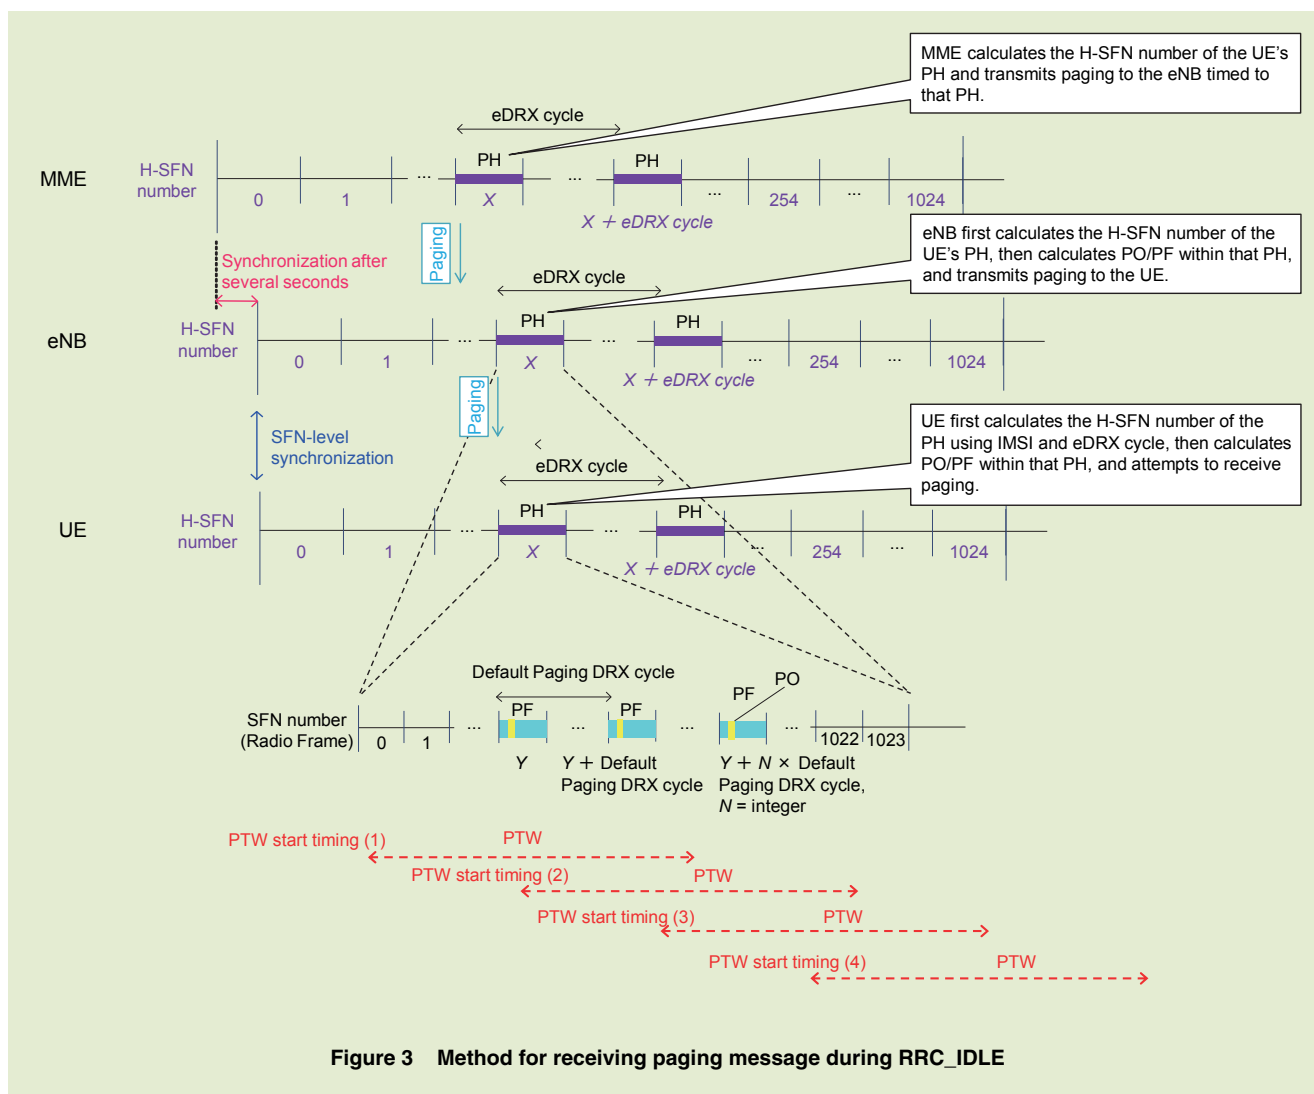 MME calculates the H-SFN number of the UE's
PH and transmits paging to the eNB timed to
that PH.
eDRX cycle
MME
H-SFN
number
PH
PH
...
...
...
...
0
1
X
X + eDRX cycle
254
1024
Paging
eNB first calculates the H-SFN number of the
UE's PH, then calculates PO/PF within that PH,
and transmits paging to the UE.
Synchronization after
several seconds
eDRX cycle
eNB
H-SFN
number
PH
PH
...
...
...
...
0
1
X
X + eDRX cycle
254
1024
Paging
SFN-level
synchronization
UE first calculates the H-SFN number of the
PH using IMSI and eDRX cycle, then calculates
PO/PF within that PH, and attempts to receive
paging.
eDRX cycle
UE
H-SFN
number
PH
PH
...
...
...
...
0
1
X
X + eDRX cycle
254
1024
Default Paging DRX cycle
PO
SFN number
(Radio Frame)
PF
PF
PF
...
...
...
...
0
1
1022
1023
Y
Y + Default
Paging DRX cycle
Y + N × Default
Paging DRX cycle,
N = integer
PTW start timing (1)
PTW
PTW start timing (2)
PTW
PTW start timing (3)
PTW
PTW start timing (4)
PTW
Figure 3 Method for receiving paging message during RRC_IDLE